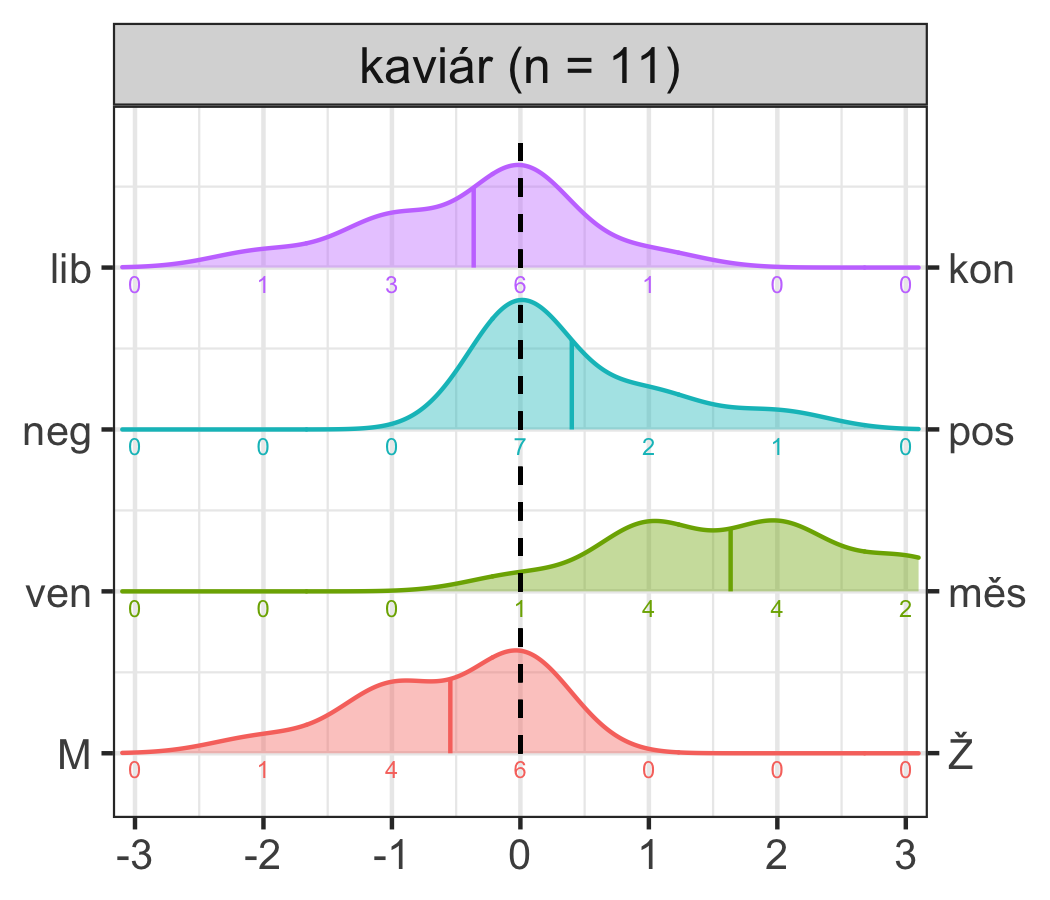 kaviár (n = 11)
lib kon
0 1 3 6 1 0 0
neg pos
0 0 0 7 2 1 0
ven měs
0 0 0 1 4 4 2
M Ž
0 1 4 6 0 0 0
-3 -2 -1 0 1 2 3